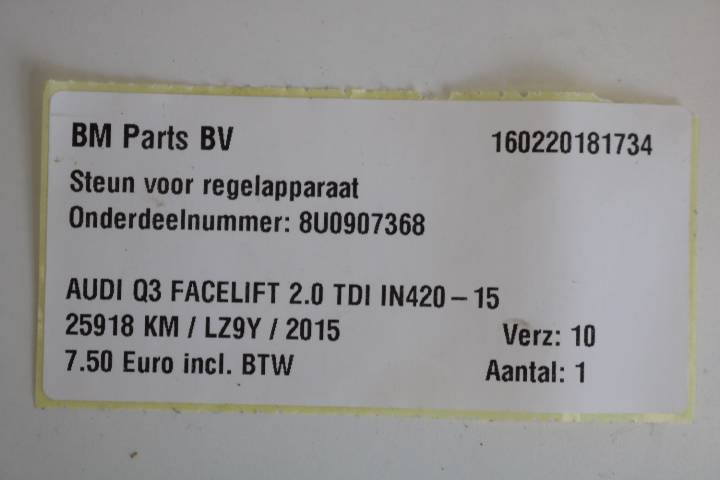 BM Parts BV 160220181734
Steun voor regelapparaat
Onderdeelnummer: 8U0907368
AUDI Q3 FACELIFT 2.0 TDI IN420 – 15
25918 KM / LZ9Y / 2015 Verz: 10
7.50 Euro incl. BTW Aantal: 1